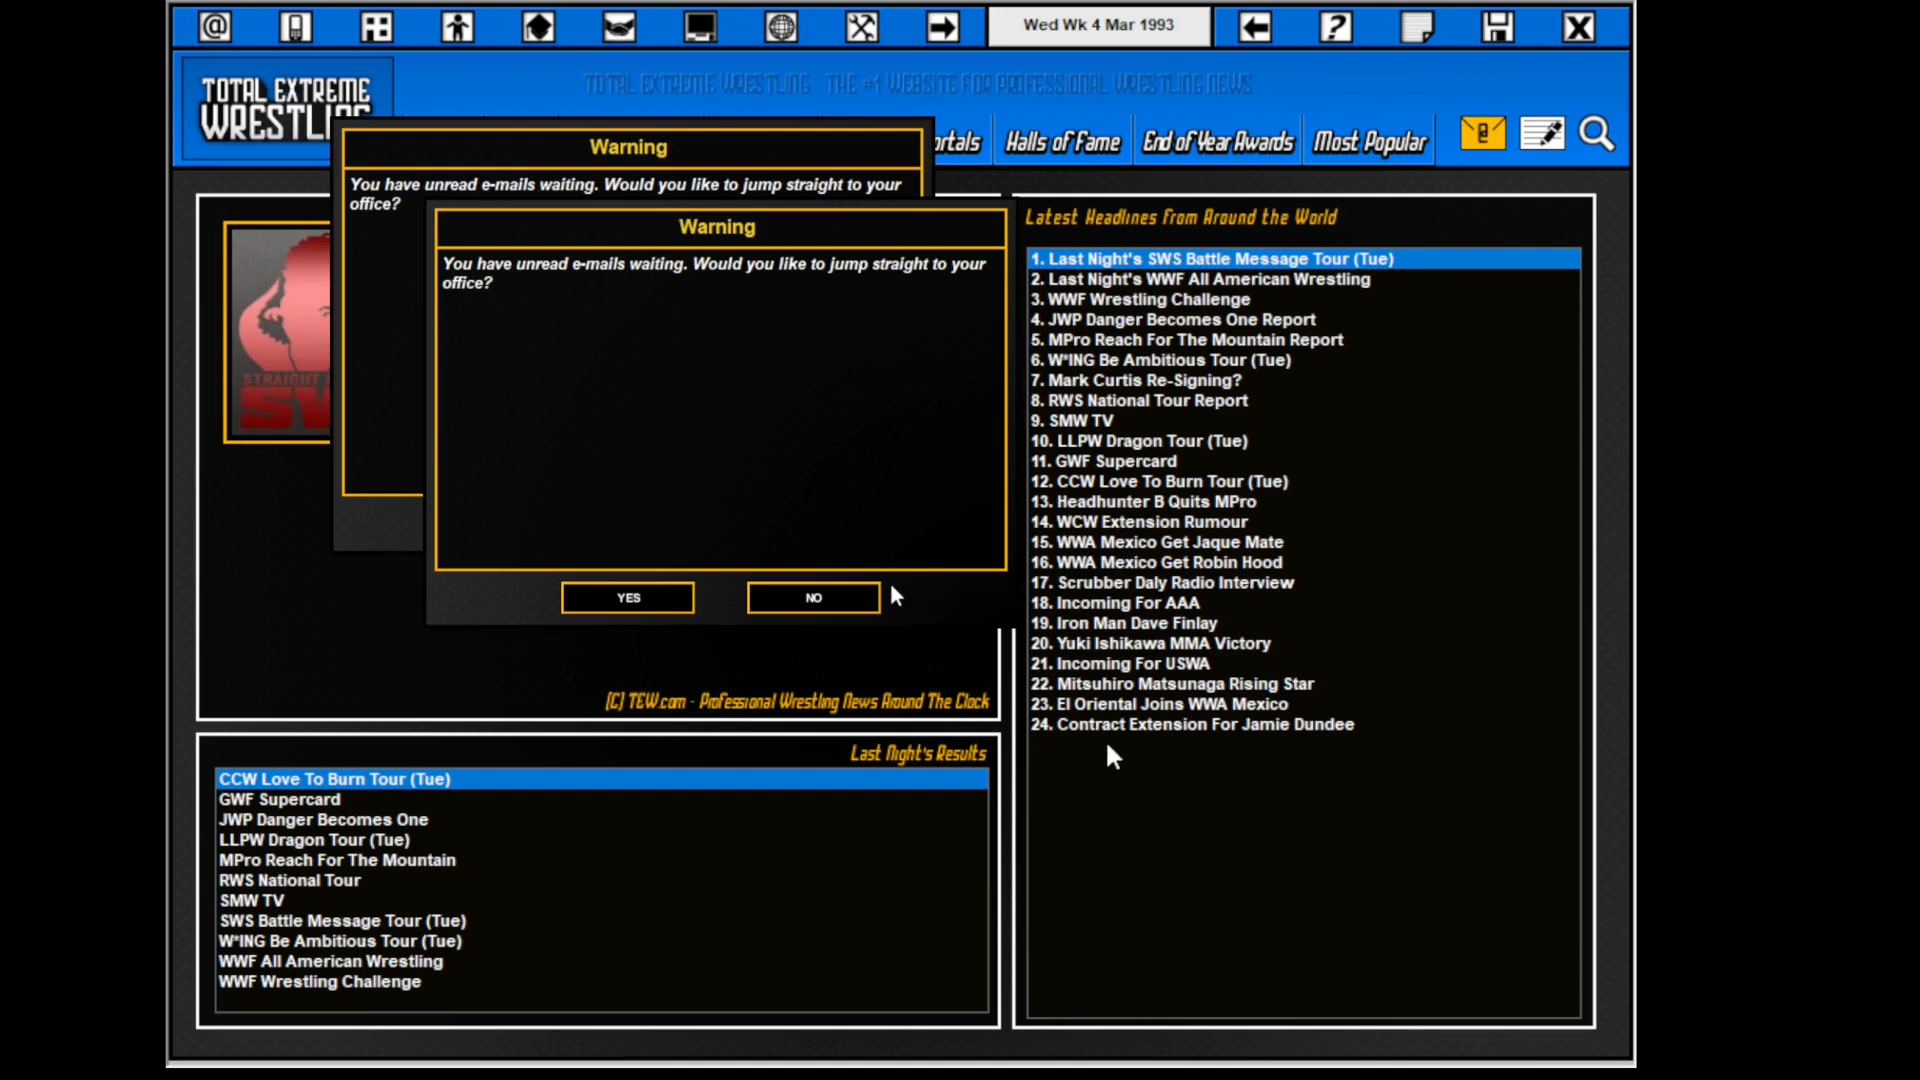 Wed Wk 4 Mar 1993
TOTAL EXTREME WRESTLING - THE #1 WEBSITE FOR PROFESSIONAL WRESTLING NEWS
TOTAL EXTREME
WRESTLING
Halls of Fame
End of Year Awards
Most Popular
Warning
You have unread e-mails waiting. Would you like to jump straight to your
office?
Warning
You have unread e-mails waiting. Would you like to jump straight to your
office?
YES
NO
STRAIGHT
(C) TEW.com - Professional Wrestling News Around The Clock
Last Night's Results
CCW Love To Burn Tour (Tue)
GWF Supercard
JWP Danger Becomes One
LLPW Dragon Tour (Tue)
MPro Reach For The Mountain
RWS National Tour
SMW TV
SWS Battle Message Tour (Tue)
W*ING Be Ambitious Tour (Tue)
WWF All American Wrestling
WWF Wrestling Challenge
Latest Headlines From Around the World
1. Last Night's SWS Battle Message Tour (Tue)
2. Last Night's WWF All American Wrestling
3. WWF Wrestling Challenge
4. JWP Danger Becomes One Report
5. MPro Reach For The Mountain Report
6. W*ING Be Ambitious Tour (Tue)
7. Mark Curtis Re-Signing?
8. RWS National Tour Report
9. SMW TV
10. LLPW Dragon Tour (Tue)
11. GWF Supercard
12. CCW Love To Burn Tour (Tue)
13. Headhunter B Quits MPro
14. WCW Extension Rumour
15. WWA Mexico Get Jaque Mate
16. WWA Mexico Get Robin Hood
17. Scrubber Daly Radio Interview
18. Incoming For AAA
19. Iron Man Dave Finlay
20. Yuki Ishikawa MMA Victory
21. Incoming For USWA
22. Mitsuhiro Matsunaga Rising Star
23. El Oriental Joins WWA Mexico
24. Contract Extension For Jamie Dundee